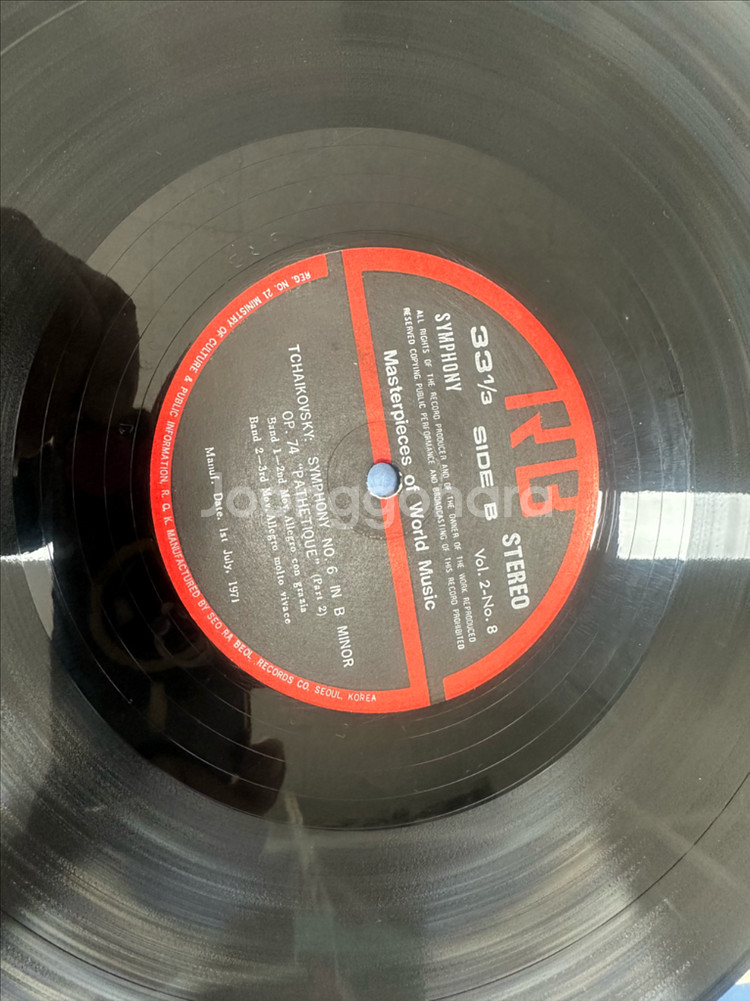 STEREO
33 1/3 SIDE B Vol. 2-No. 8
SYMPHONY
ALL RIGHTS OF THE RECORD PRODUCER AND OF THE OWNER OF THE WORK REPRODUCED
RESERVED COPYING PUBLIC PERFORMANCE AND BROADCASTING OF THIS RECORD PROHIBITED
Masterpieces of World Music
TCHAIKOVSKY: SYMPHONY NO. 6 IN B MINOR
OP. 74 "PATHETIQUE" (Part 2)
Band 1—2nd Mov. Allegro con grazia
Band 2—3rd Mov. Allegro molto vivace
Manuf. Date. 1st July, 1971
REG. NO. 21 MINISTRY OF CULTURE & PUBLIC INFORMATION, R. O. K. MANUFACTURED BY SEO RA BEOL RECORDS CO. SEOUL, KOREA
joonggonara